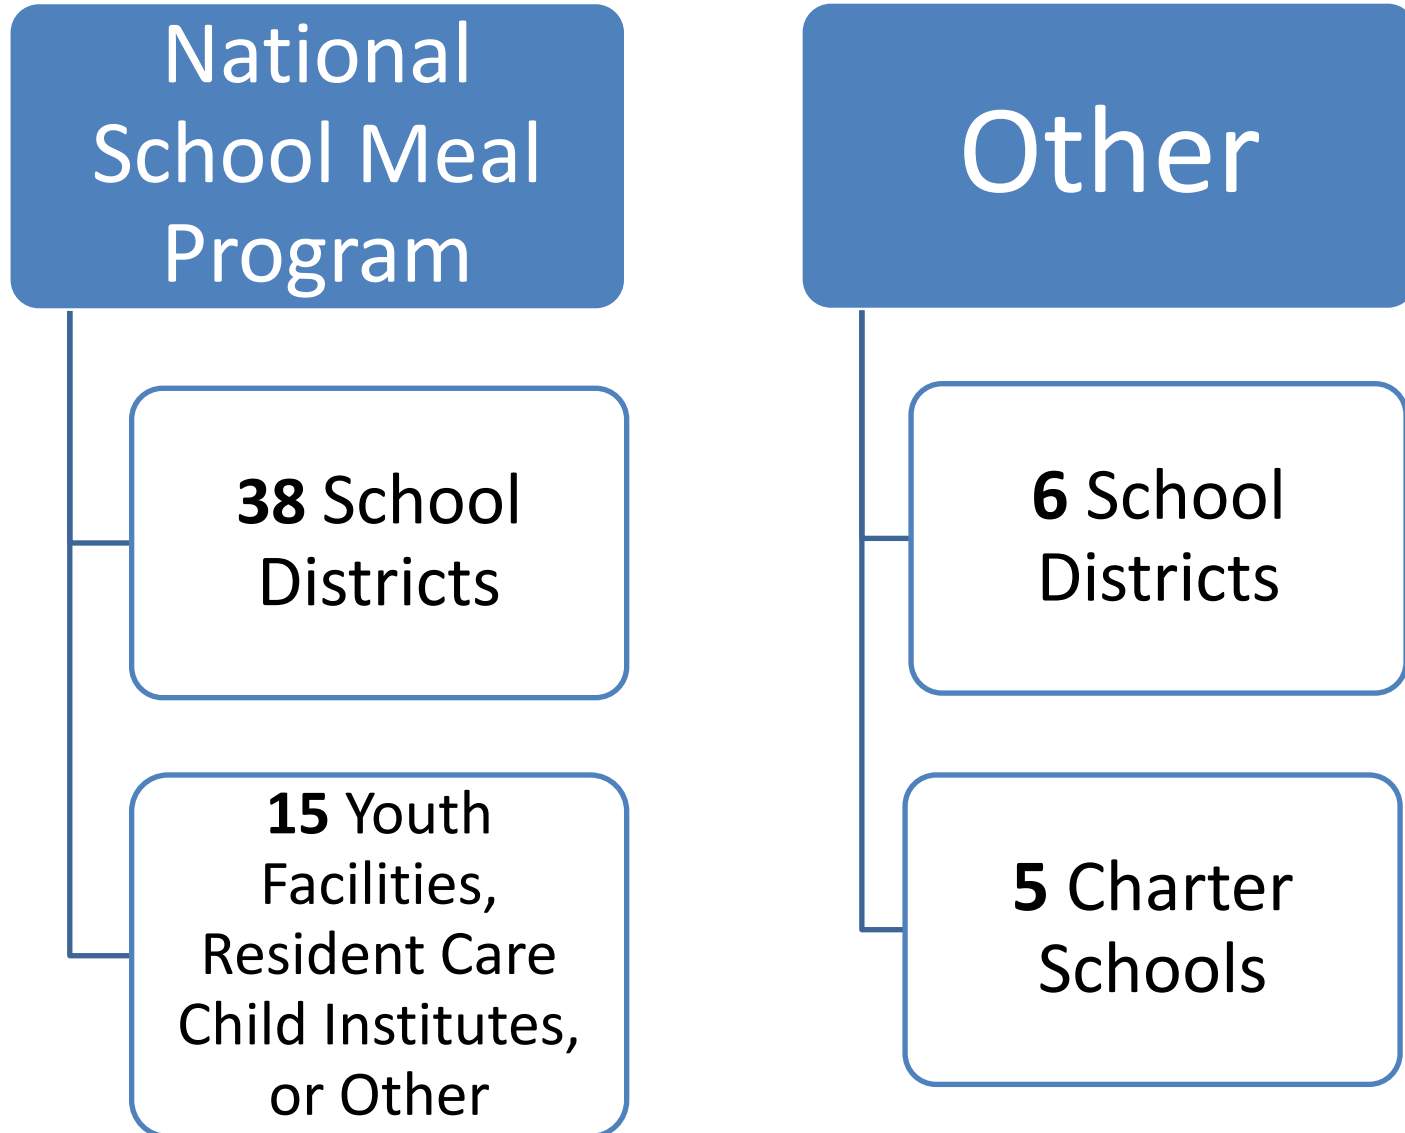 National
School Meal
Program
38 School
Districts
15 Youth
Facilities,
Resident Care
Child Institutes,
or Other
Other
6 School
Districts
5 Charter
Schools